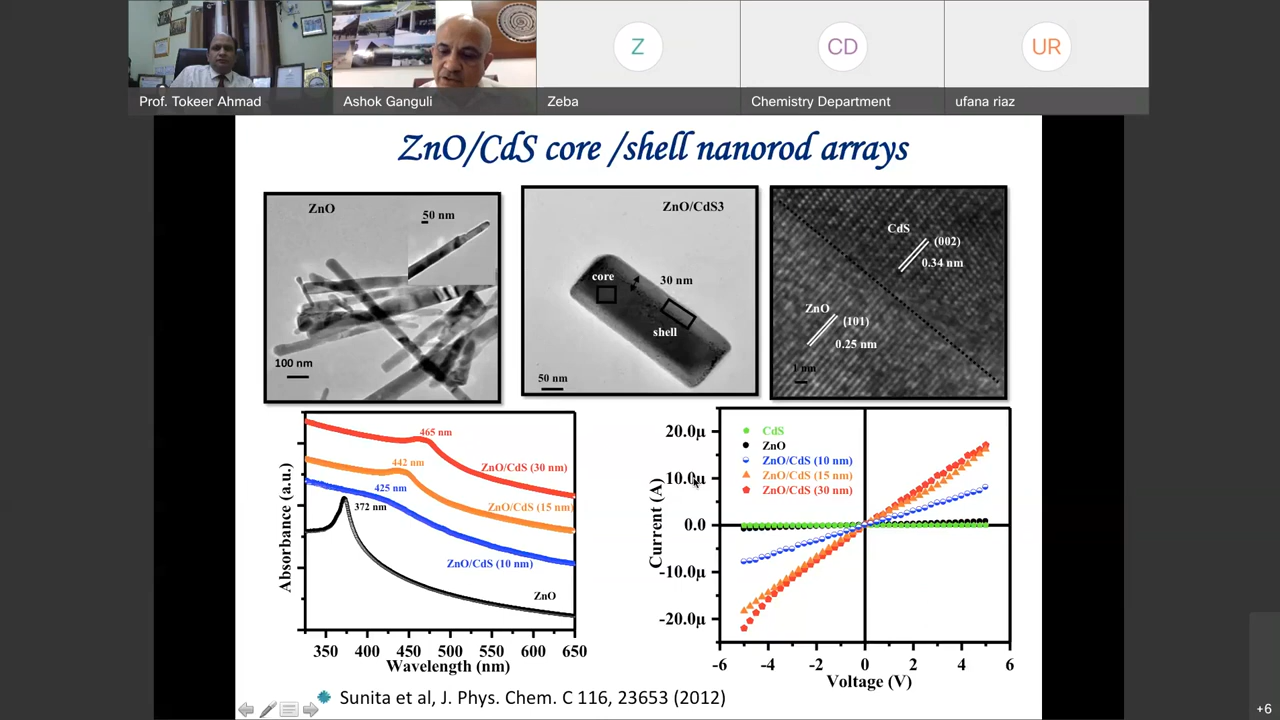 Prof. Tokeer Ahmad
Ashok Ganguli
Z
Zeba
CD
Chemistry Department
UR
ufana riaz
ZnO/CdS core /shell nanorod arrays
ZnO
50 nm
100 nm
ZnO/CdS3
core
30 nm
shell
50 nm
CdS
(002)
0.34 nm
ZnO
(101)
0.25 nm
1 nm
Absorbance (a.u.)
465 nm
ZnO/CdS (30 nm)
442 nm
425 nm
ZnO/CdS (15 nm)
372 nm
ZnO/CdS (10 nm)
ZnO
350 400 450 500 550 600 650
Wavelength (nm)
Current (A)
20.0µ
10.0µ
0.0
-10.0µ
-20.0µ
CdS
ZnO
ZnO/CdS (10 nm)
ZnO/CdS (15 nm)
ZnO/CdS (30 nm)
-6 -4 -2 0 2 4 6
Voltage (V)
Sunita et al, J. Phys. Chem. C 116, 23653 (2012)
+6